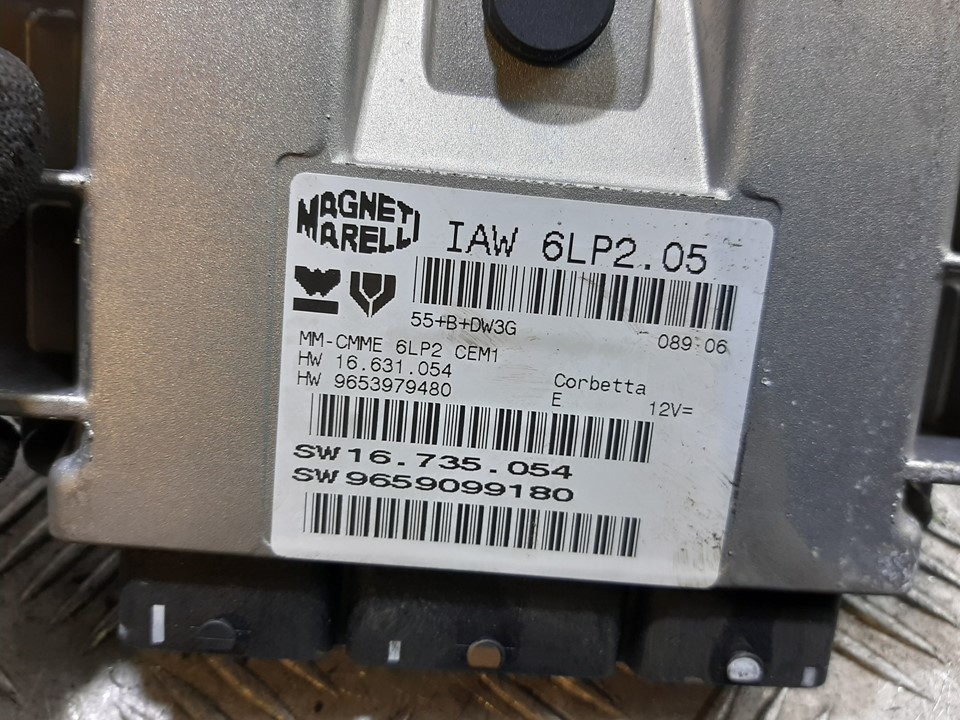 MAGNETI
MARELLI
IAW 6LP2.05
55+B+DW3G
089 06
MM-CMME 6LP2 CEM1
HW 16.631.054
HW 9653979480
Corbetta
E 12V=
SW 16.735.054
SW 9659099180